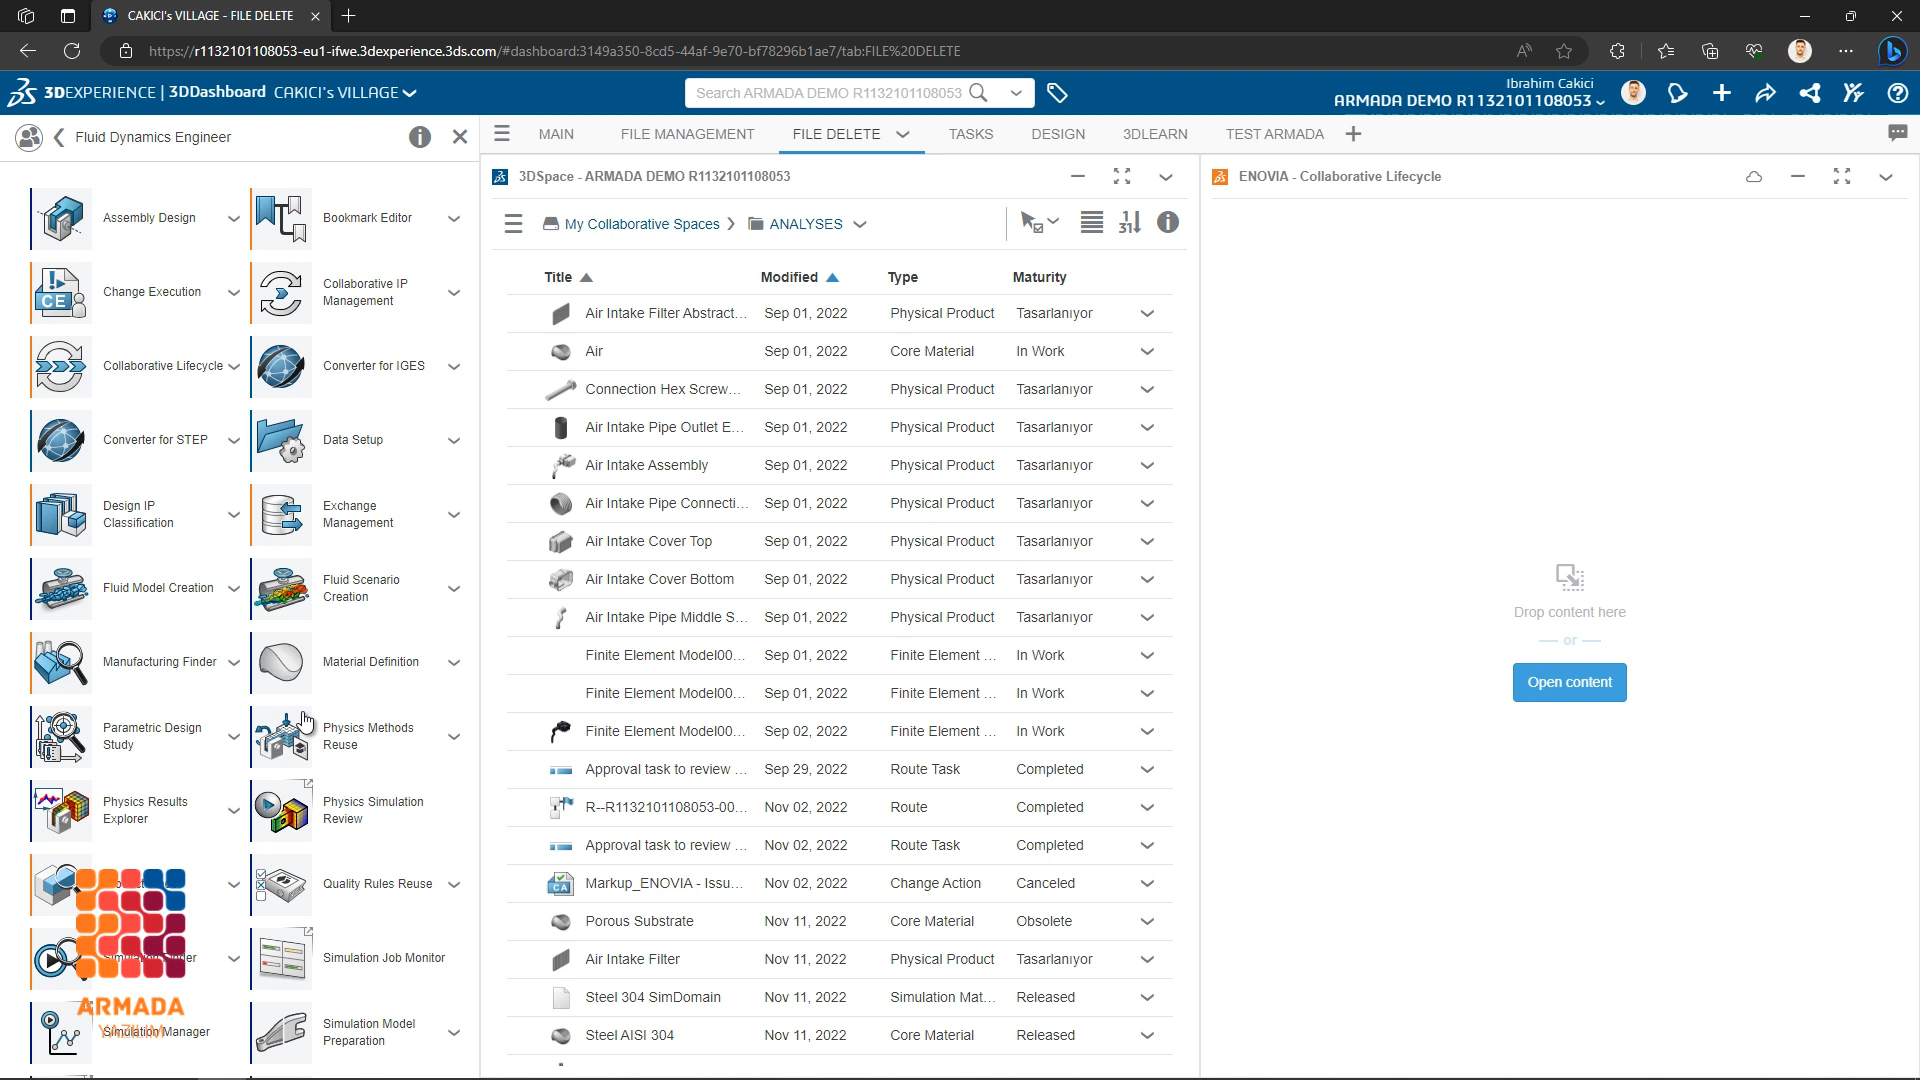 CAKICI's VILLAGE - FILE DELETE
https://r1132101108053-eu1-ifwe.3dexperience.3ds.com/#dashboard:3149a350-8cd5-44af-9e70-bf78296b1ae7/tab:FILE%20DELETE
3DEXPERIENCE | 3DDashboard CAKICI's VILLAGE
Search ARMADA DEMO R1132101108053
Ibrahim Cakici
ARMADA DEMO R1132101108053
Fluid Dynamics Engineer
MAIN FILE MANAGEMENT FILE DELETE TASKS DESIGN 3DLEARN TEST ARMADA
Assembly Design
Bookmark Editor
Change Execution
CE
Collaborative IP
Management
Collaborative Lifecycle
Converter for IGES
Converter for STEP
Data Setup
Design IP
Classification
Exchange
Management
Fluid Model Creation
Fluid Scenario
Creation
Manufacturing Finder
Material Definition
Parametric Design
Study
Physics Methods
Reuse
Physics Results
Explorer
Physics Simulation
Review
Quality Rules Reuse
Simulation Finder
Simulation Job Monitor
ARMADA
YAZILIM
Simulation Manager
Simulation Model
Preparation
3DSpace - ARMADA DEMO R1132101108053
My Collaborative Spaces ANALYSES
31
Title Modified Type Maturity
Air Intake Filter Abstract... Sep 01, 2022 Physical Product Tasarlanıyor
Air Sep 01, 2022 Core Material In Work
Connection Hex Screw... Sep 01, 2022 Physical Product Tasarlanıyor
Air Intake Pipe Outlet E... Sep 01, 2022 Physical Product Tasarlanıyor
Air Intake Assembly Sep 01, 2022 Physical Product Tasarlanıyor
Air Intake Pipe Connecti... Sep 01, 2022 Physical Product Tasarlanıyor
Air Intake Cover Top Sep 01, 2022 Physical Product Tasarlanıyor
Air Intake Cover Bottom Sep 01, 2022 Physical Product Tasarlanıyor
Air Intake Pipe Middle S... Sep 01, 2022 Physical Product Tasarlanıyor
Finite Element Model00... Sep 01, 2022 Finite Element ... In Work
Finite Element Model00... Sep 01, 2022 Finite Element ... In Work
Finite Element Model00... Sep 02, 2022 Finite Element ... In Work
Approval task to review ... Sep 29, 2022 Route Task Completed
R--R1132101108053-00... Nov 02, 2022 Route Completed
Approval task to review ... Nov 02, 2022 Route Task Completed
CA Markup_ENOVIA - Issu... Nov 02, 2022 Change Action Canceled
Porous Substrate Nov 11, 2022 Core Material Obsolete
Air Intake Filter Nov 11, 2022 Physical Product Tasarlanıyor
Steel 304 SimDomain Nov 11, 2022 Simulation Mat... Released
Steel AISI 304 Nov 11, 2022 Core Material Released
ENOVIA - Collaborative Lifecycle
Drop content here
or
Open content